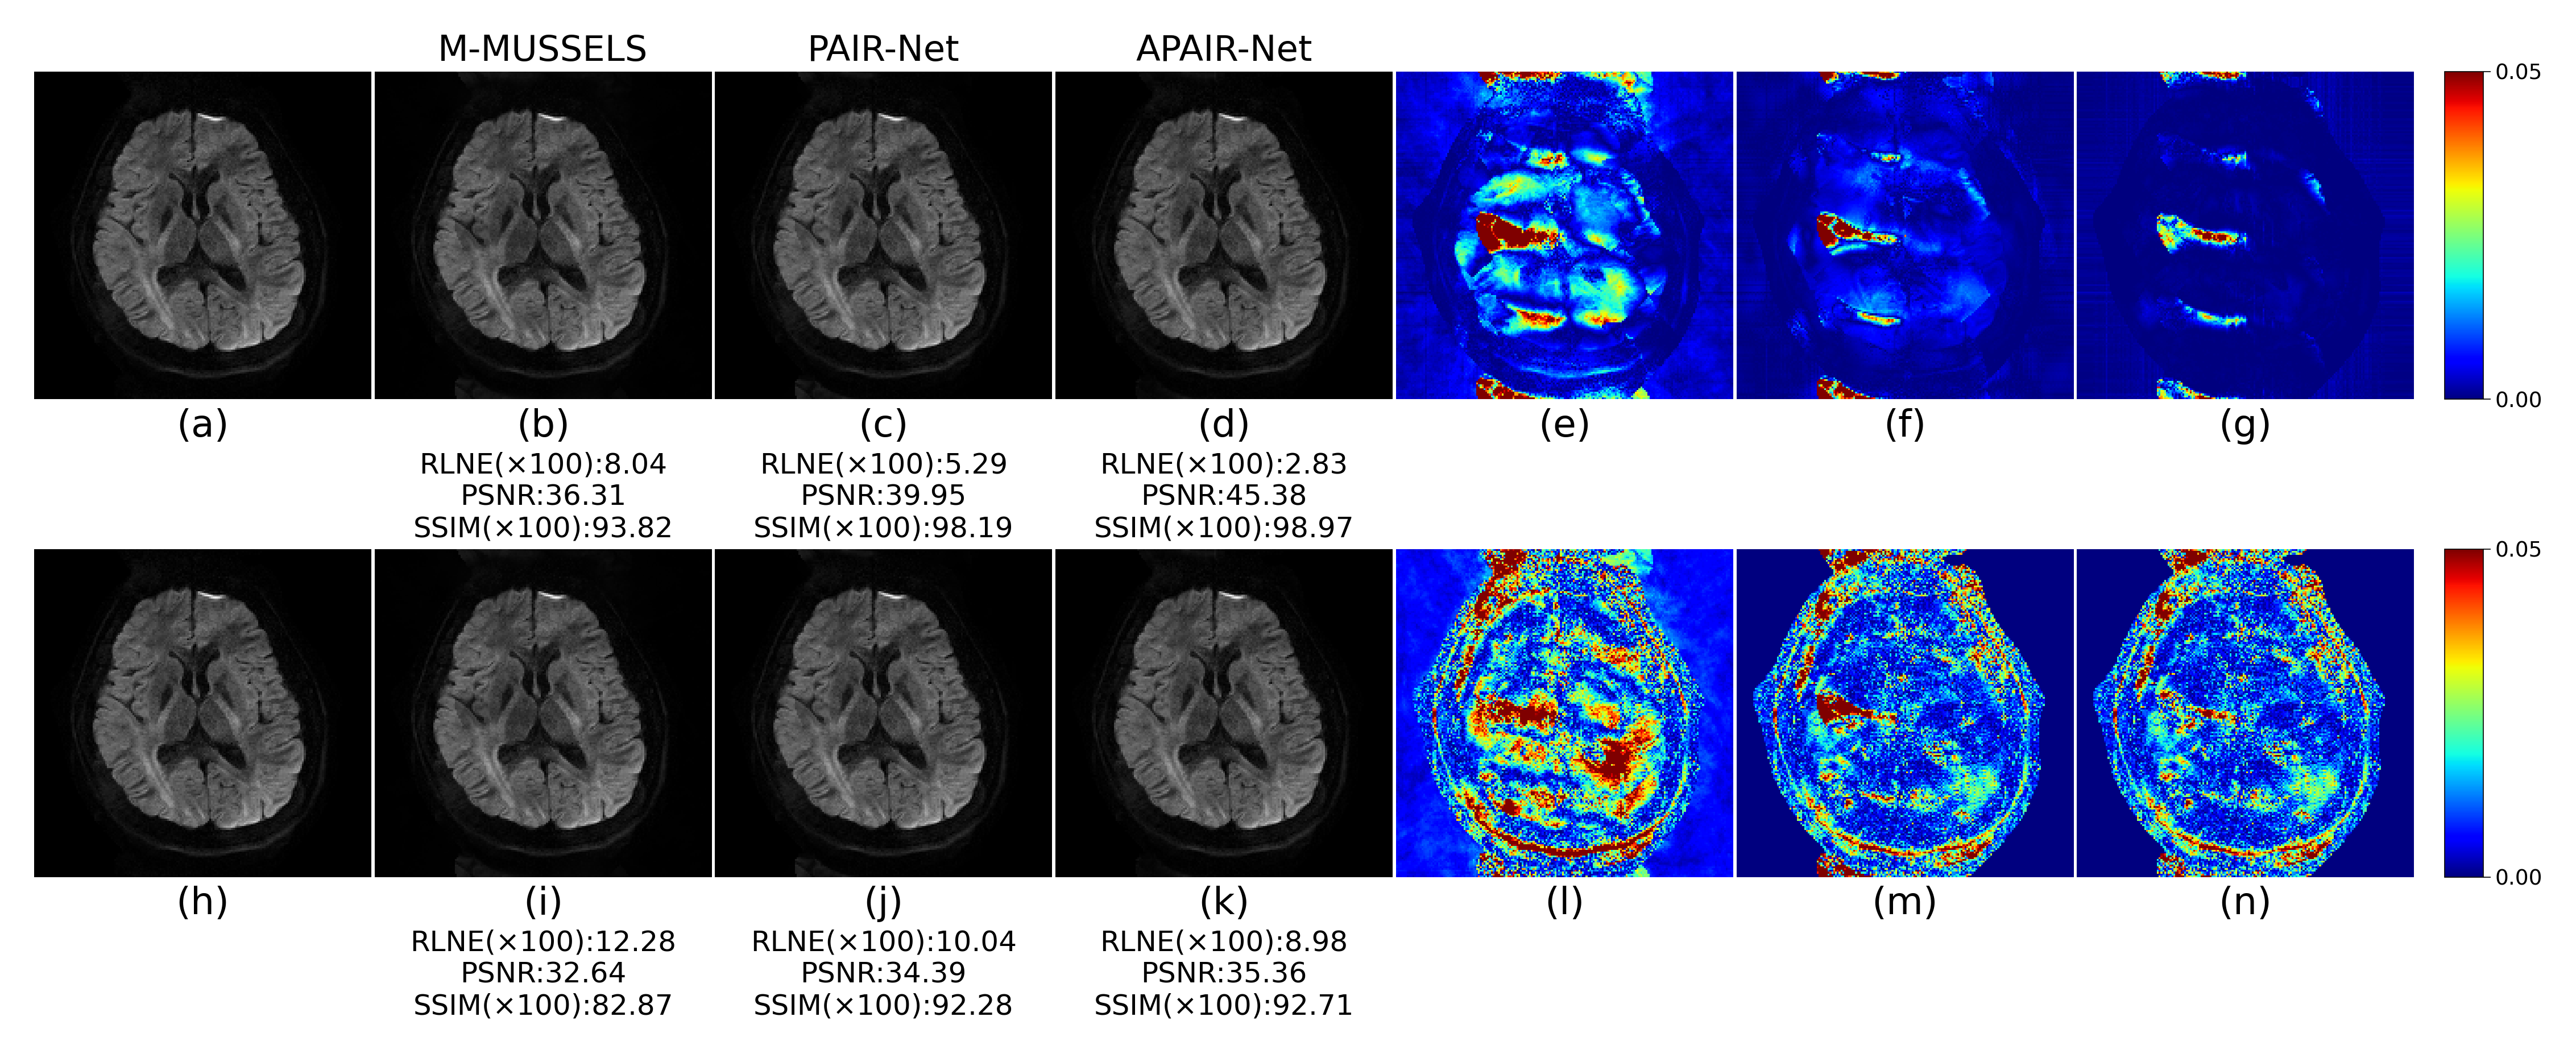 M-MUSSELS PAIR-Net APAIR-Net
0.05
0.00
(a) (b) (c) (d) (e) (f) (g)
RLNE(×100):8.04 RLNE(×100):5.29 RLNE(×100):2.83
PSNR:36.31 PSNR:39.95 PSNR:45.38
SSIM(×100):93.82 SSIM(×100):98.19 SSIM(×100):98.97
0.05
0.00
(h) (i) (j) (k) (l) (m) (n)
RLNE(×100):12.28 RLNE(×100):10.04 RLNE(×100):8.98
PSNR:32.64 PSNR:34.39 PSNR:35.36
SSIM(×100):82.87 SSIM(×100):92.28 SSIM(×100):92.71